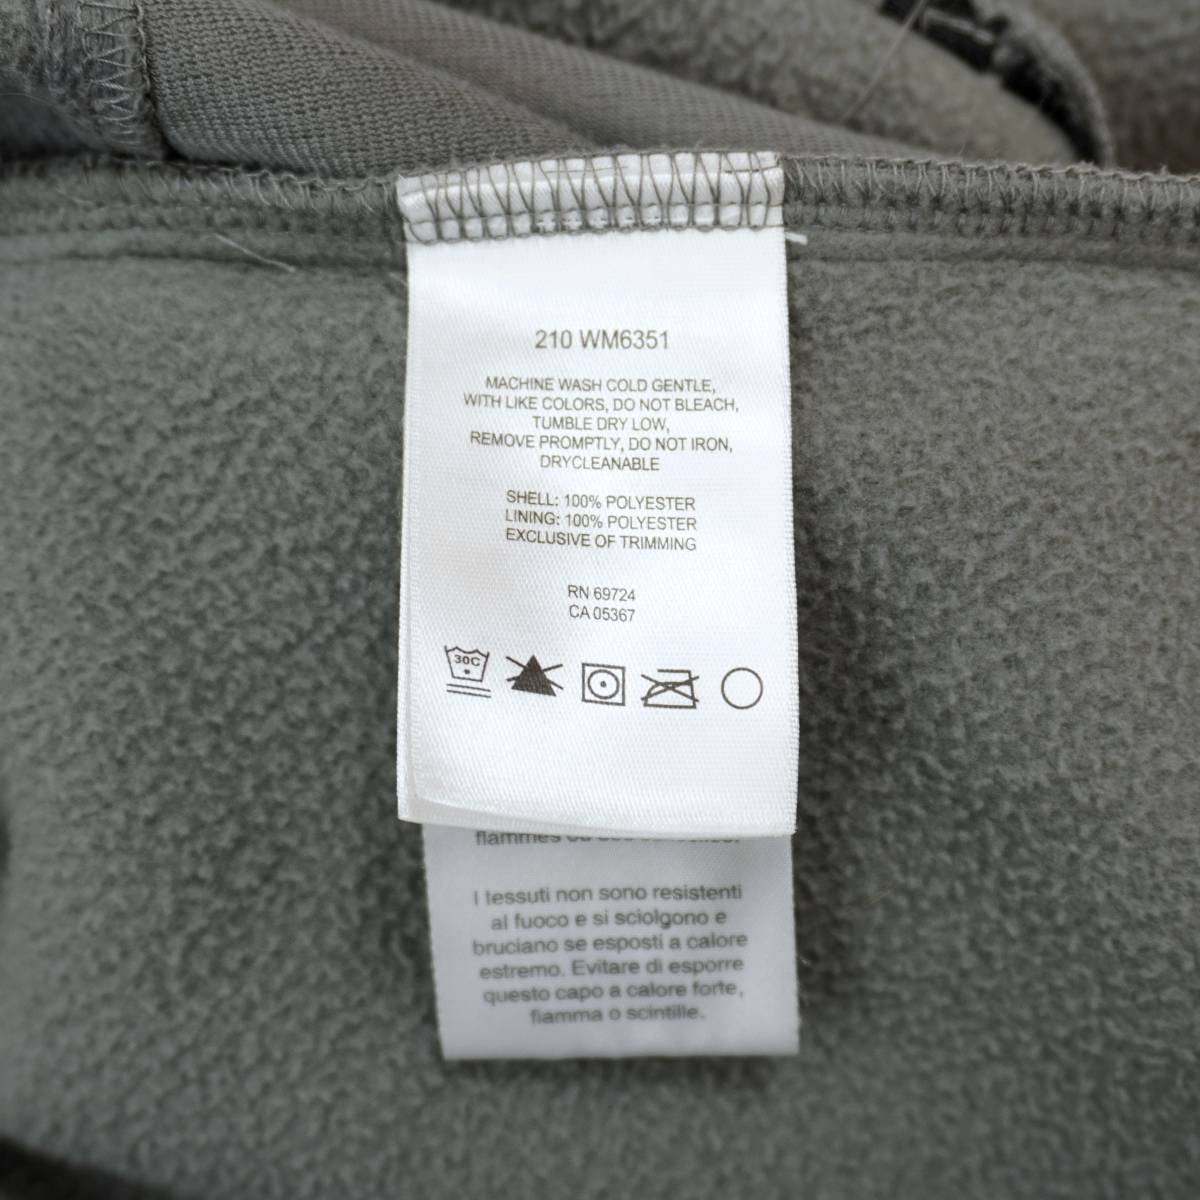 210 WM6351
MACHINE WASH COLD GENTLE,
WITH LIKE COLORS, DO NOT BLEACH,
TUMBLE DRY LOW,
REMOVE PROMPTLY, DO NOT IRON,
DRYCLEANABLE
SHELL: 100% POLYESTER
LINING: 100% POLYESTER
EXCLUSIVE OF TRIMMING
RN 69724
CA 05367
30C
flammes
I tessuti non sono resistenti
al fuoco e si sciolgono e
bruciano se esposti a calore
estremo. Evitare di esporre
questo capo a calore forte,
fiamma o scintille.